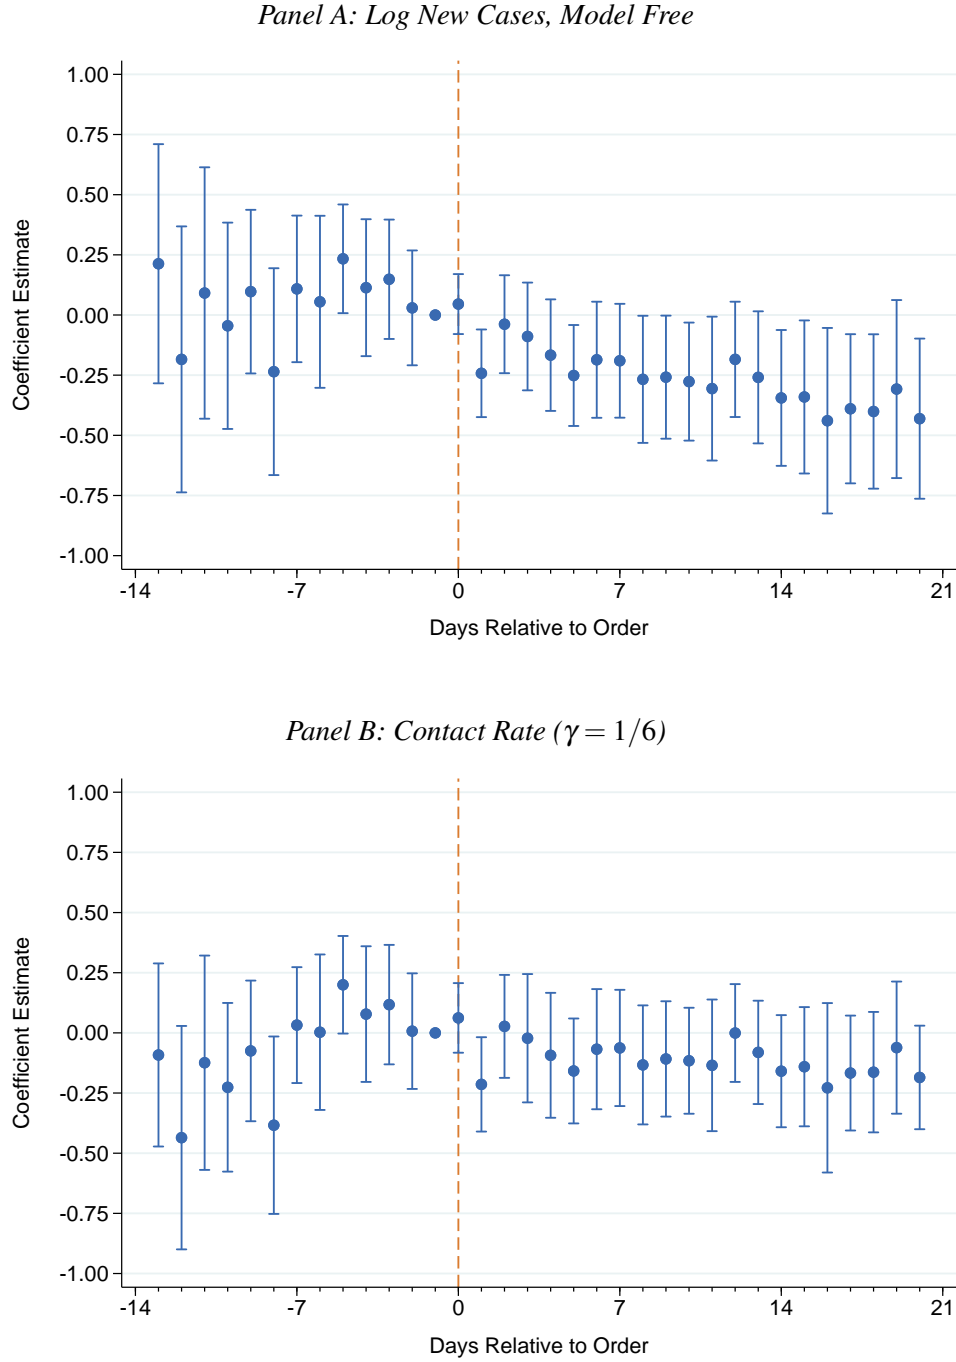 Panel A: Log New Cases, Model Free
1.00
0.75
0.50
0.25
0.00
-0.25
-0.50
-0.75
-1.00
Coefficient Estimate
-14 -7 0 7 14 21
Days Relative to Order
Panel B: Contact Rate (γ = 1/6)
1.00
0.75
0.50
0.25
0.00
-0.25
-0.50
-0.75
-1.00
Coefficient Estimate
-14 -7 0 7 14 21
Days Relative to Order